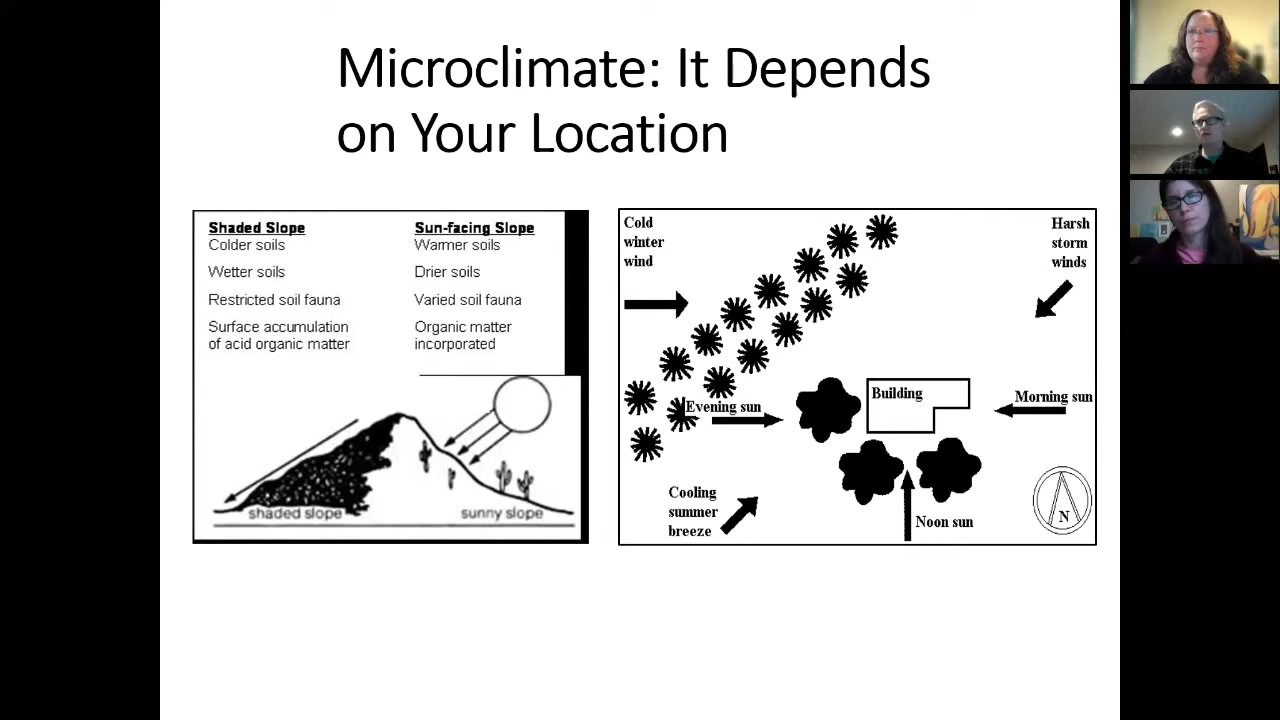 Microclimate: It Depends
on Your Location
Shaded Slope
Colder soils
Wetter soils
Restricted soil fauna
Surface accumulation
of acid organic matter
Sun-facing Slope
Warmer soils
Drier soils
Varied soil fauna
Organic matter
incorporated
shaded slope
sunny slope
Cold
winter
wind
Harsh
storm
winds
Building
Evening sun
Morning sun
Cooling
summer
breeze
Noon sun
N